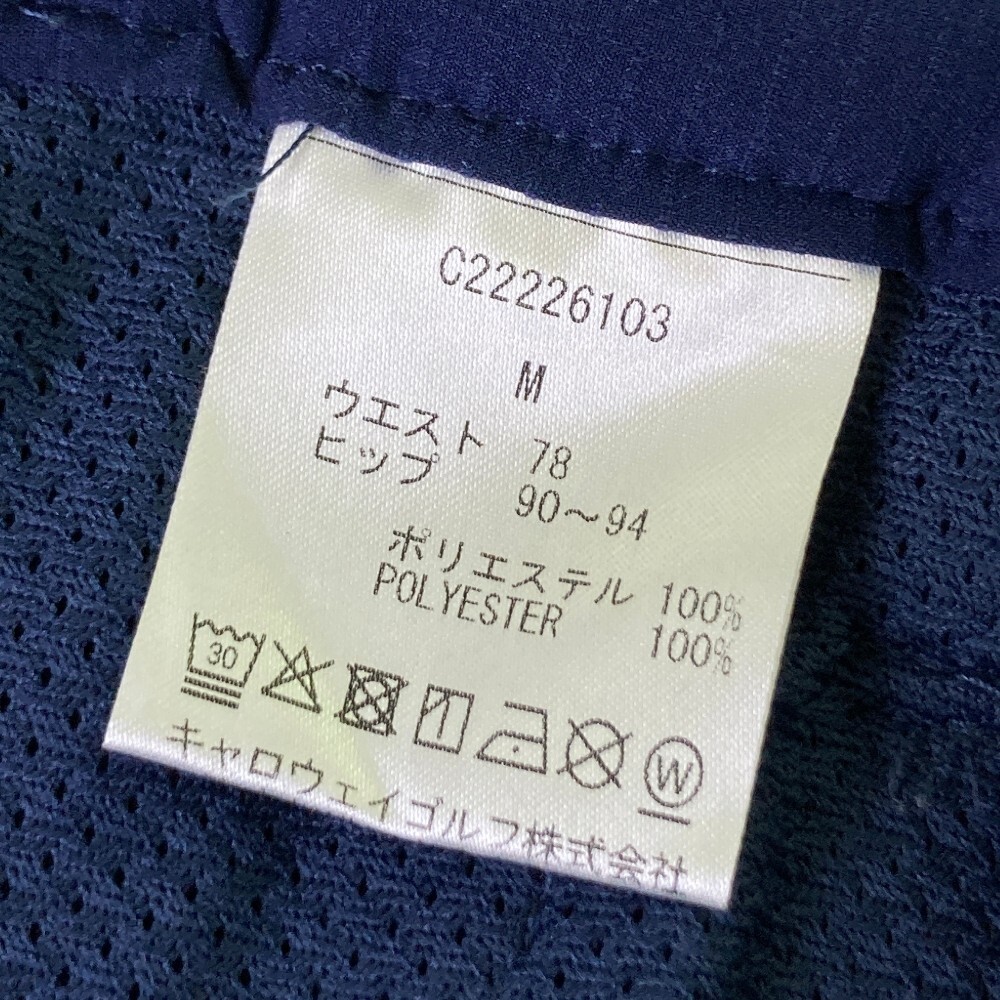 C22226103
M
ウエスト 78
ヒップ 90〜94
ポリエステル 100%
POLYESTER 100%
30 W
キャロウェイゴルフ株式会社